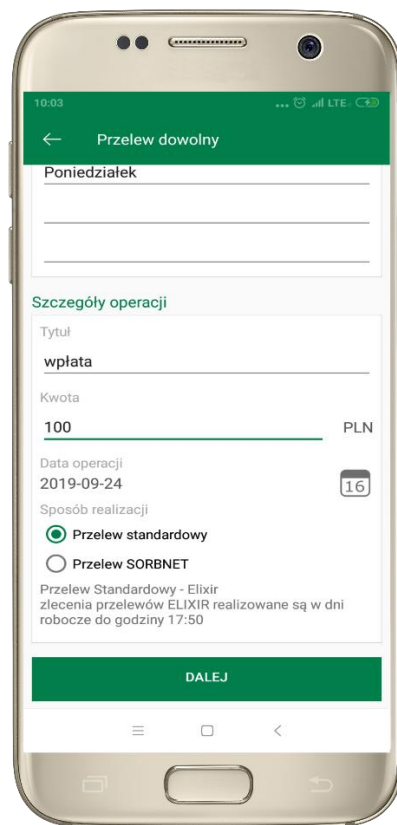 10:03
... LTE
Przelew dowolny
Poniedziałek
Szczegóły operacji
Tytuł
wpłata
Kwota
100 PLN
Data operacji
2019-09-24
16
Sposób realizacji
Przelew standardowy
Przelew SORBNET
Przelew Standardowy - Elixir
zlecenia przelewów ELIXIR realizowane są w dni
robocze do godziny 17:50
DALEJ